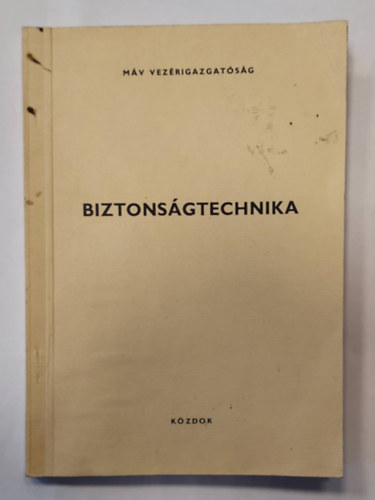 MÁV VEZÉRIGAZGATÓSÁG
BIZTONSÁGTECHNIKA
KÖZDOK